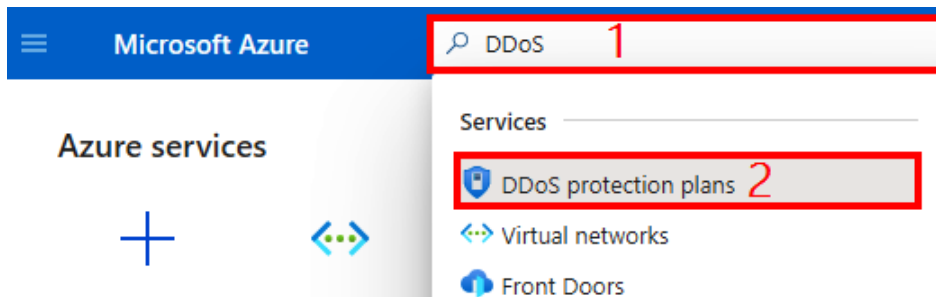 Microsoft Azure
DDoS 1
Services
Azure services
DDoS protection plans 2
Virtual networks
Front Doors